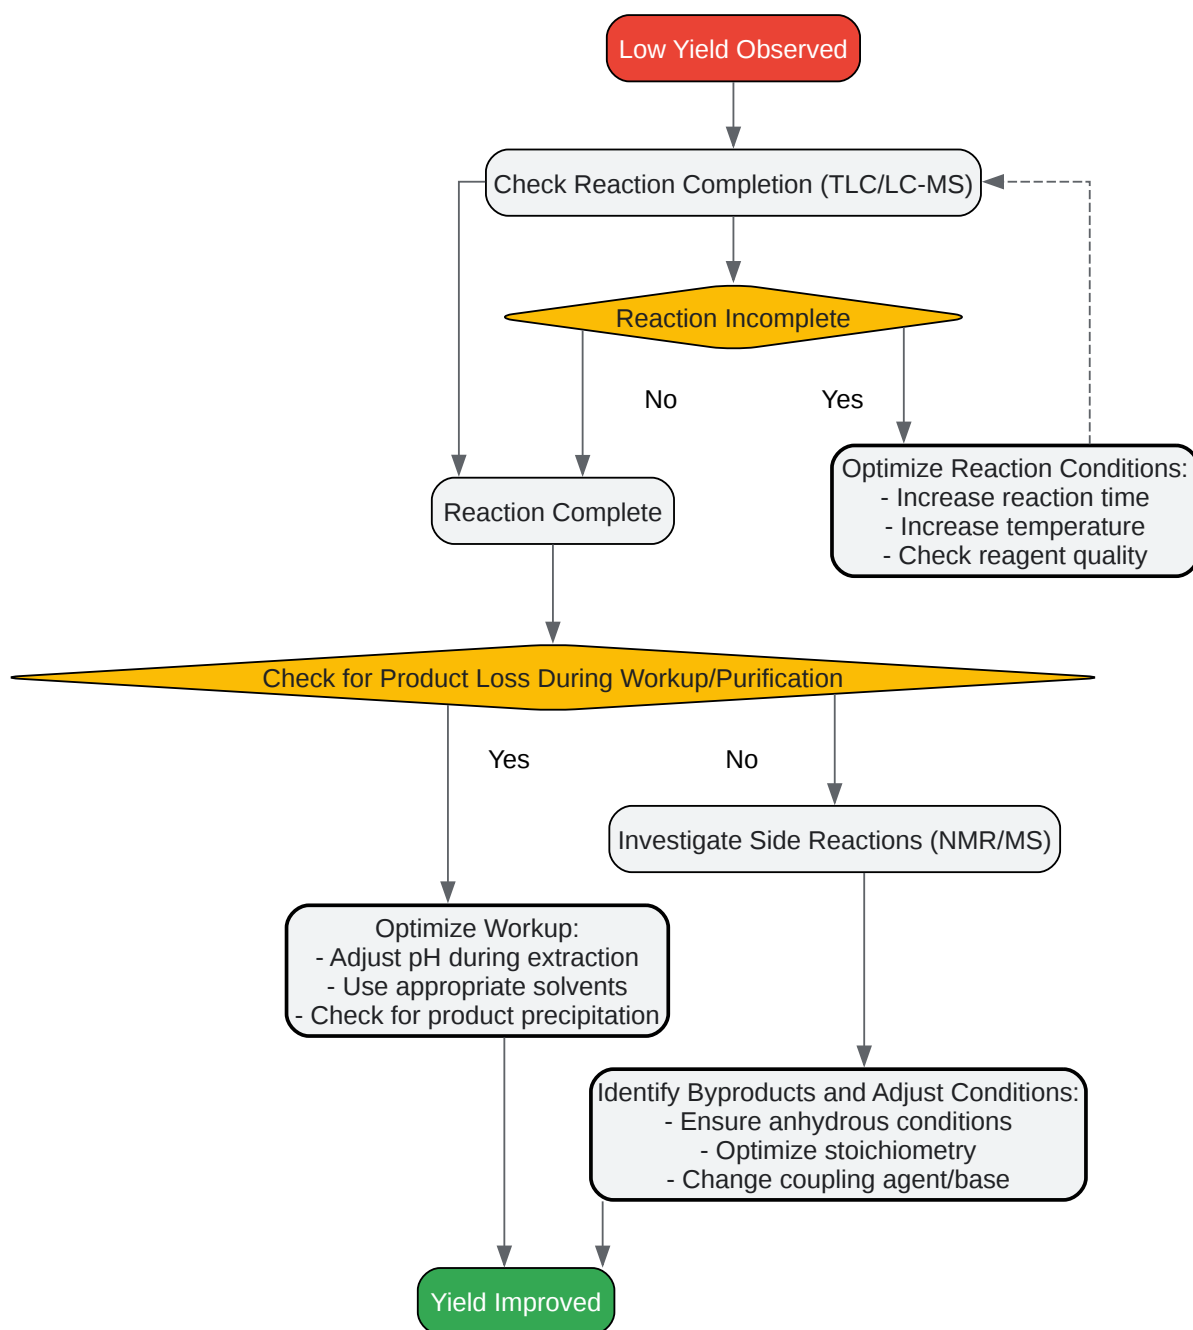 Low Yield Observed
Check Reaction Completion (TLC/LC-MS)
Reaction Incomplete
No
Yes
Optimize Reaction Conditions:
- Increase reaction time
- Increase temperature
- Check reagent quality
Reaction Complete
Check for Product Loss During Workup/Purification
Yes
No
Investigate Side Reactions (NMR/MS)
Optimize Workup:
- Adjust pH during extraction
- Use appropriate solvents
- Check for product precipitation
Identify Byproducts and Adjust Conditions:
- Ensure anhydrous conditions
- Optimize stoichiometry
- Change coupling agent/base
Yield Improved